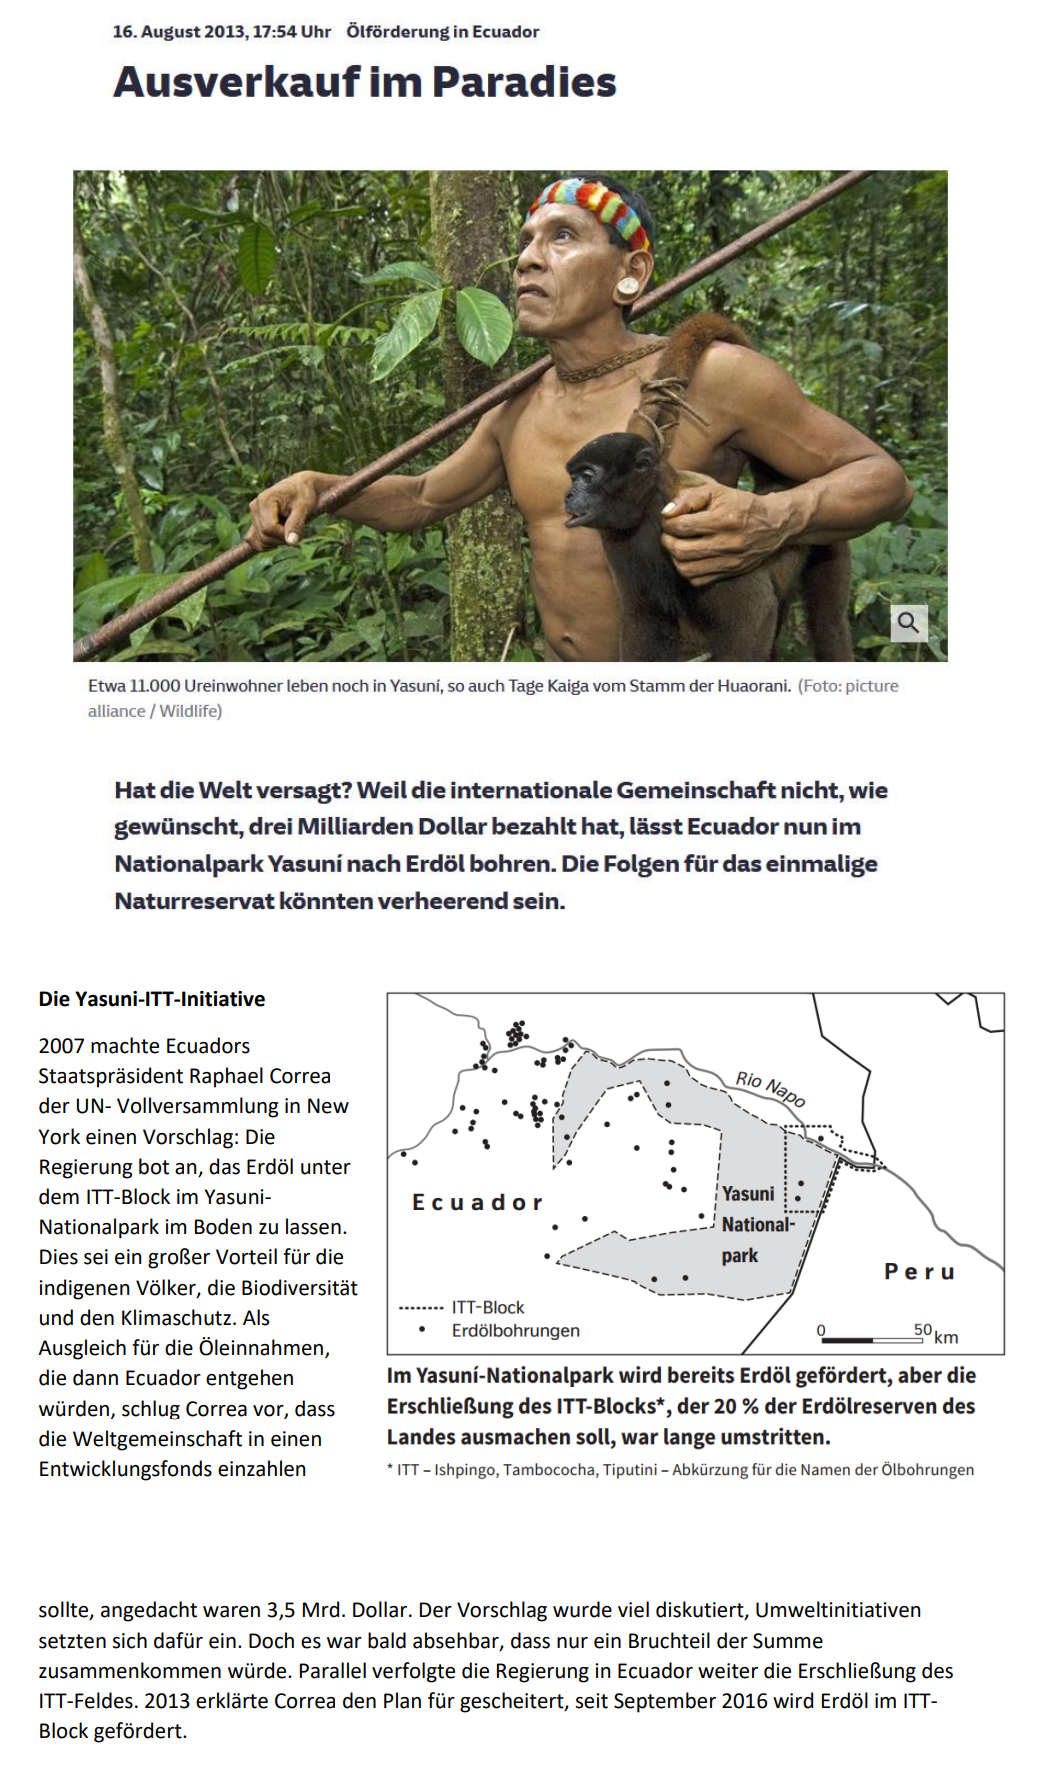 16. August 2013, 17:54 Uhr Ölförderung in Ecuador
Ausverkauf im Paradies
Etwa 11.000 Ureinwohner leben noch in Yasuní, so auch Tage Kaiga vom Stamm der Huaorani. (Foto: picture
alliance / Wildlife)
Hat die Welt versagt? Weil die internationale Gemeinschaft nicht, wie
gewünscht, drei Milliarden Dollar bezahlt hat, lässt Ecuador nun im
Nationalpark Yasuní nach Erdöl bohren. Die Folgen für das einmalige
Naturreservat könnten verheerend sein.
Die Yasuni-ITT-Initiative
2007 machte Ecuadors
Staatspräsident Raphael Correa
der UN- Vollversammlung in New
York einen Vorschlag: Die
Regierung bot an, das Erdöl unter
dem ITT-Block im Yasuni-
Nationalpark im Boden zu lassen.
Dies sei ein großer Vorteil für die
indigenen Völker, die Biodiversität
und den Klimaschutz. Als
Ausgleich für die Öleinnahmen,
die dann Ecuador entgehen
würden, schlug Correa vor, dass
die Weltgemeinschaft in einen
Entwicklungsfonds einzahlen
Rio Napo
Ecuador
Yasuni
National-
park
Peru
ITT-Block
Erdölbohrungen
0 50 km
Im Yasuní-Nationalpark wird bereits Erdöl gefördert, aber die
Erschließung des ITT-Blocks*, der 20 % der Erdölreserven des
Landes ausmachen soll, war lange umstritten.
* ITT – Ishpingo, Tambococha, Tiputini – Abkürzung für die Namen der Ölbohrungen
sollte, angedacht waren 3,5 Mrd. Dollar. Der Vorschlag wurde viel diskutiert, Umweltinitiativen
setzten sich dafür ein. Doch es war bald absehbar, dass nur ein Bruchteil der Summe
zusammenkommen würde. Parallel verfolgte die Regierung in Ecuador weiter die Erschließung des
ITT-Feldes. 2013 erklärte Correa den Plan für gescheitert, seit September 2016 wird Erdöl im ITT-
Block gefördert.